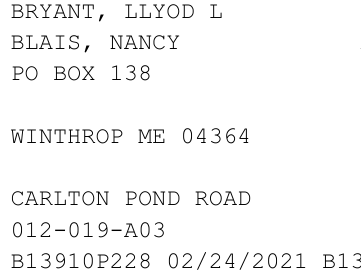 BRYANT, LLYOD L
BLAIS, NANCY
PO BOX 138
WINTHROP ME 04364
CARLTON POND ROAD
012-019-A03
B13910P228 02/24/2021 B13